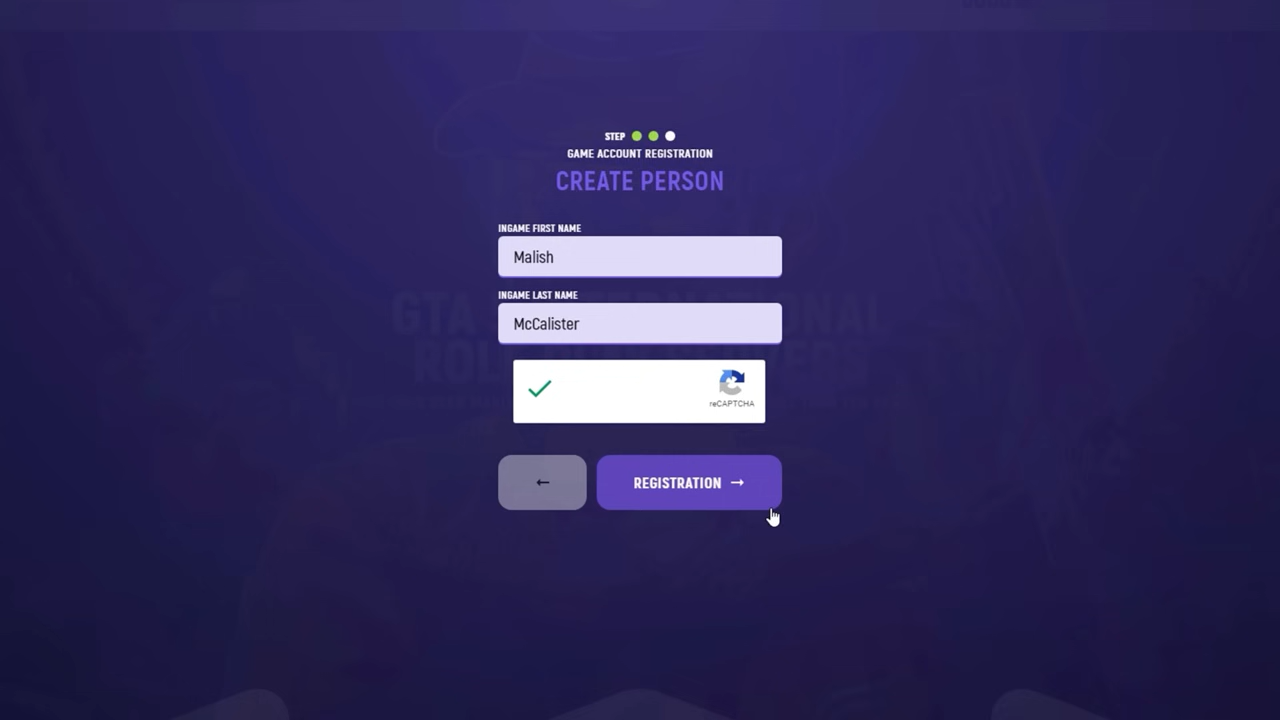 STEP
GAME ACCOUNT REGISTRATION
CREATE PERSON
INGAME FIRST NAME
Malish
INGAME LAST NAME
McCalister
reCAPTCHA
← REGISTRATION →